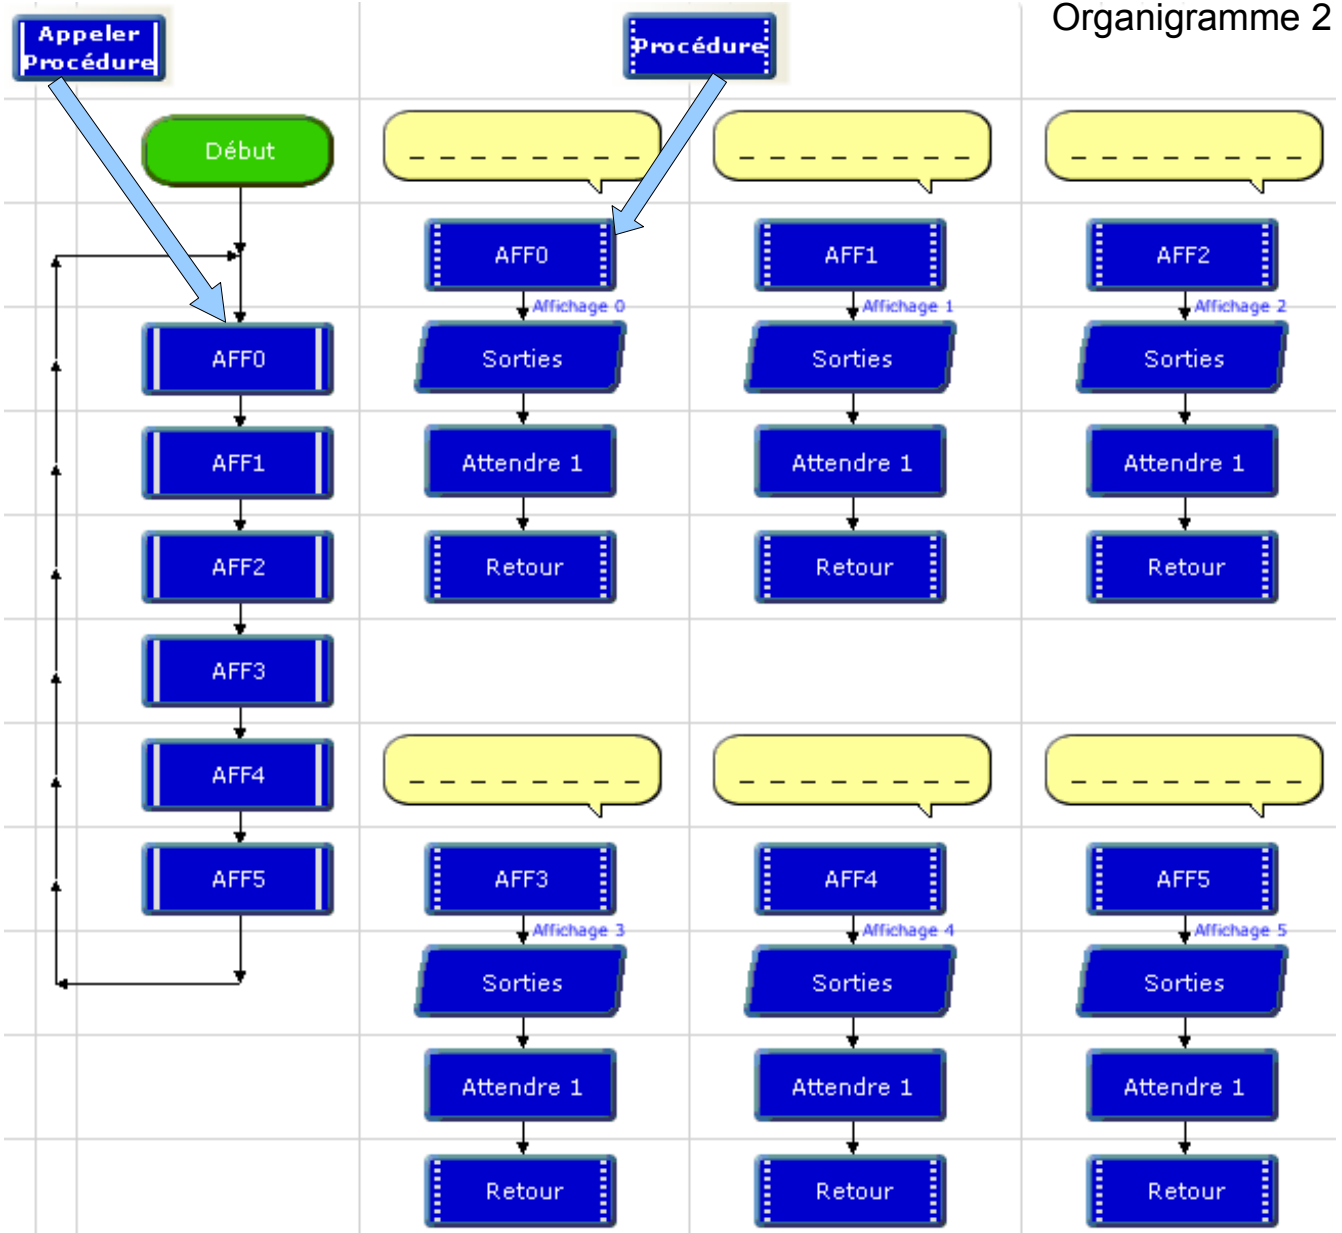 Organigramme 2
Appeler
Procédure
Procédure
Début
AFF0
AFF1
AFF2
AFF3
AFF4
AFF5
_ _ _ _ _ _ _ _ _
AFF0
Affichage 0
Sorties
Attendre 1
Retour
_ _ _ _ _ _ _ _ _
AFF1
Affichage 1
Sorties
Attendre 1
Retour
_ _ _ _ _ _ _ _ _
AFF2
Affichage 2
Sorties
Attendre 1
Retour
_ _ _ _ _ _ _ _ _
AFF3
Affichage 3
Sorties
Attendre 1
Retour
_ _ _ _ _ _ _ _ _
AFF4
Affichage 4
Sorties
Attendre 1
Retour
_ _ _ _ _ _ _ _ _
AFF5
Affichage 5
Sorties
Attendre 1
Retour